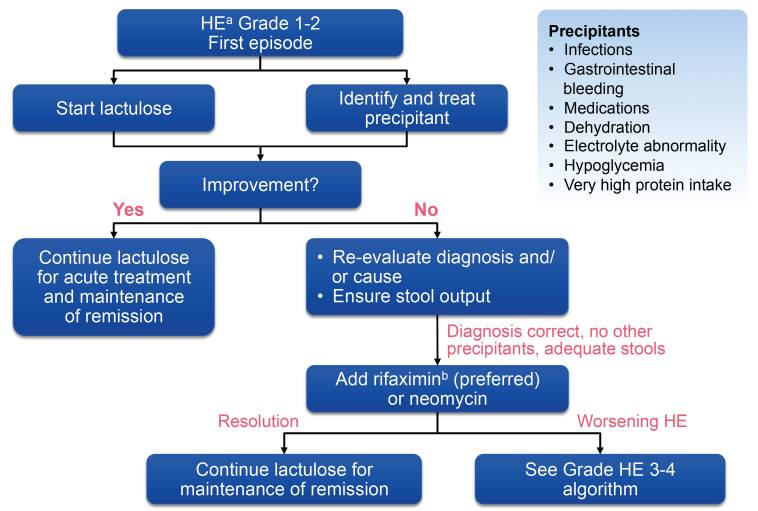 HEᵃ Grade 1-2
First episode
Start lactulose
Identify and treat
precipitant
Improvement?
Yes
No
Continue lactulose
for acute treatment
and maintenance
of remission
• Re-evaluate diagnosis and/
or cause
• Ensure stool output
Diagnosis correct, no other
precipitants, adequate stools
Add rifaximinᵇ (preferred)
or neomycin
Resolution
Worsening HE
Continue lactulose for
maintenance of remission
See Grade HE 3-4
algorithm
Precipitants
• Infections
• Gastrointestinal
bleeding
• Medications
• Dehydration
• Electrolyte abnormality
• Hypoglycemia
• Very high protein intake